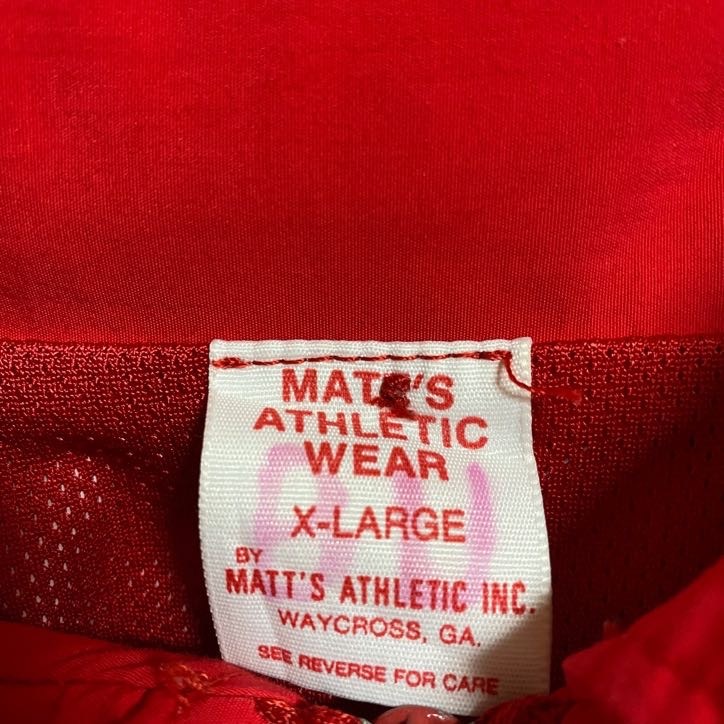 MATT'S
ATHLETIC
WEAR
X-LARGE
BY
MATT'S ATHLETIC INC.
WAYCROSS, GA.
SEE REVERSE FOR CARE